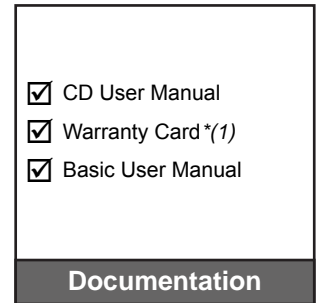 ☑ CD User Manual
☑ Warranty Card *(1)
☑ Basic User Manual
Documentation